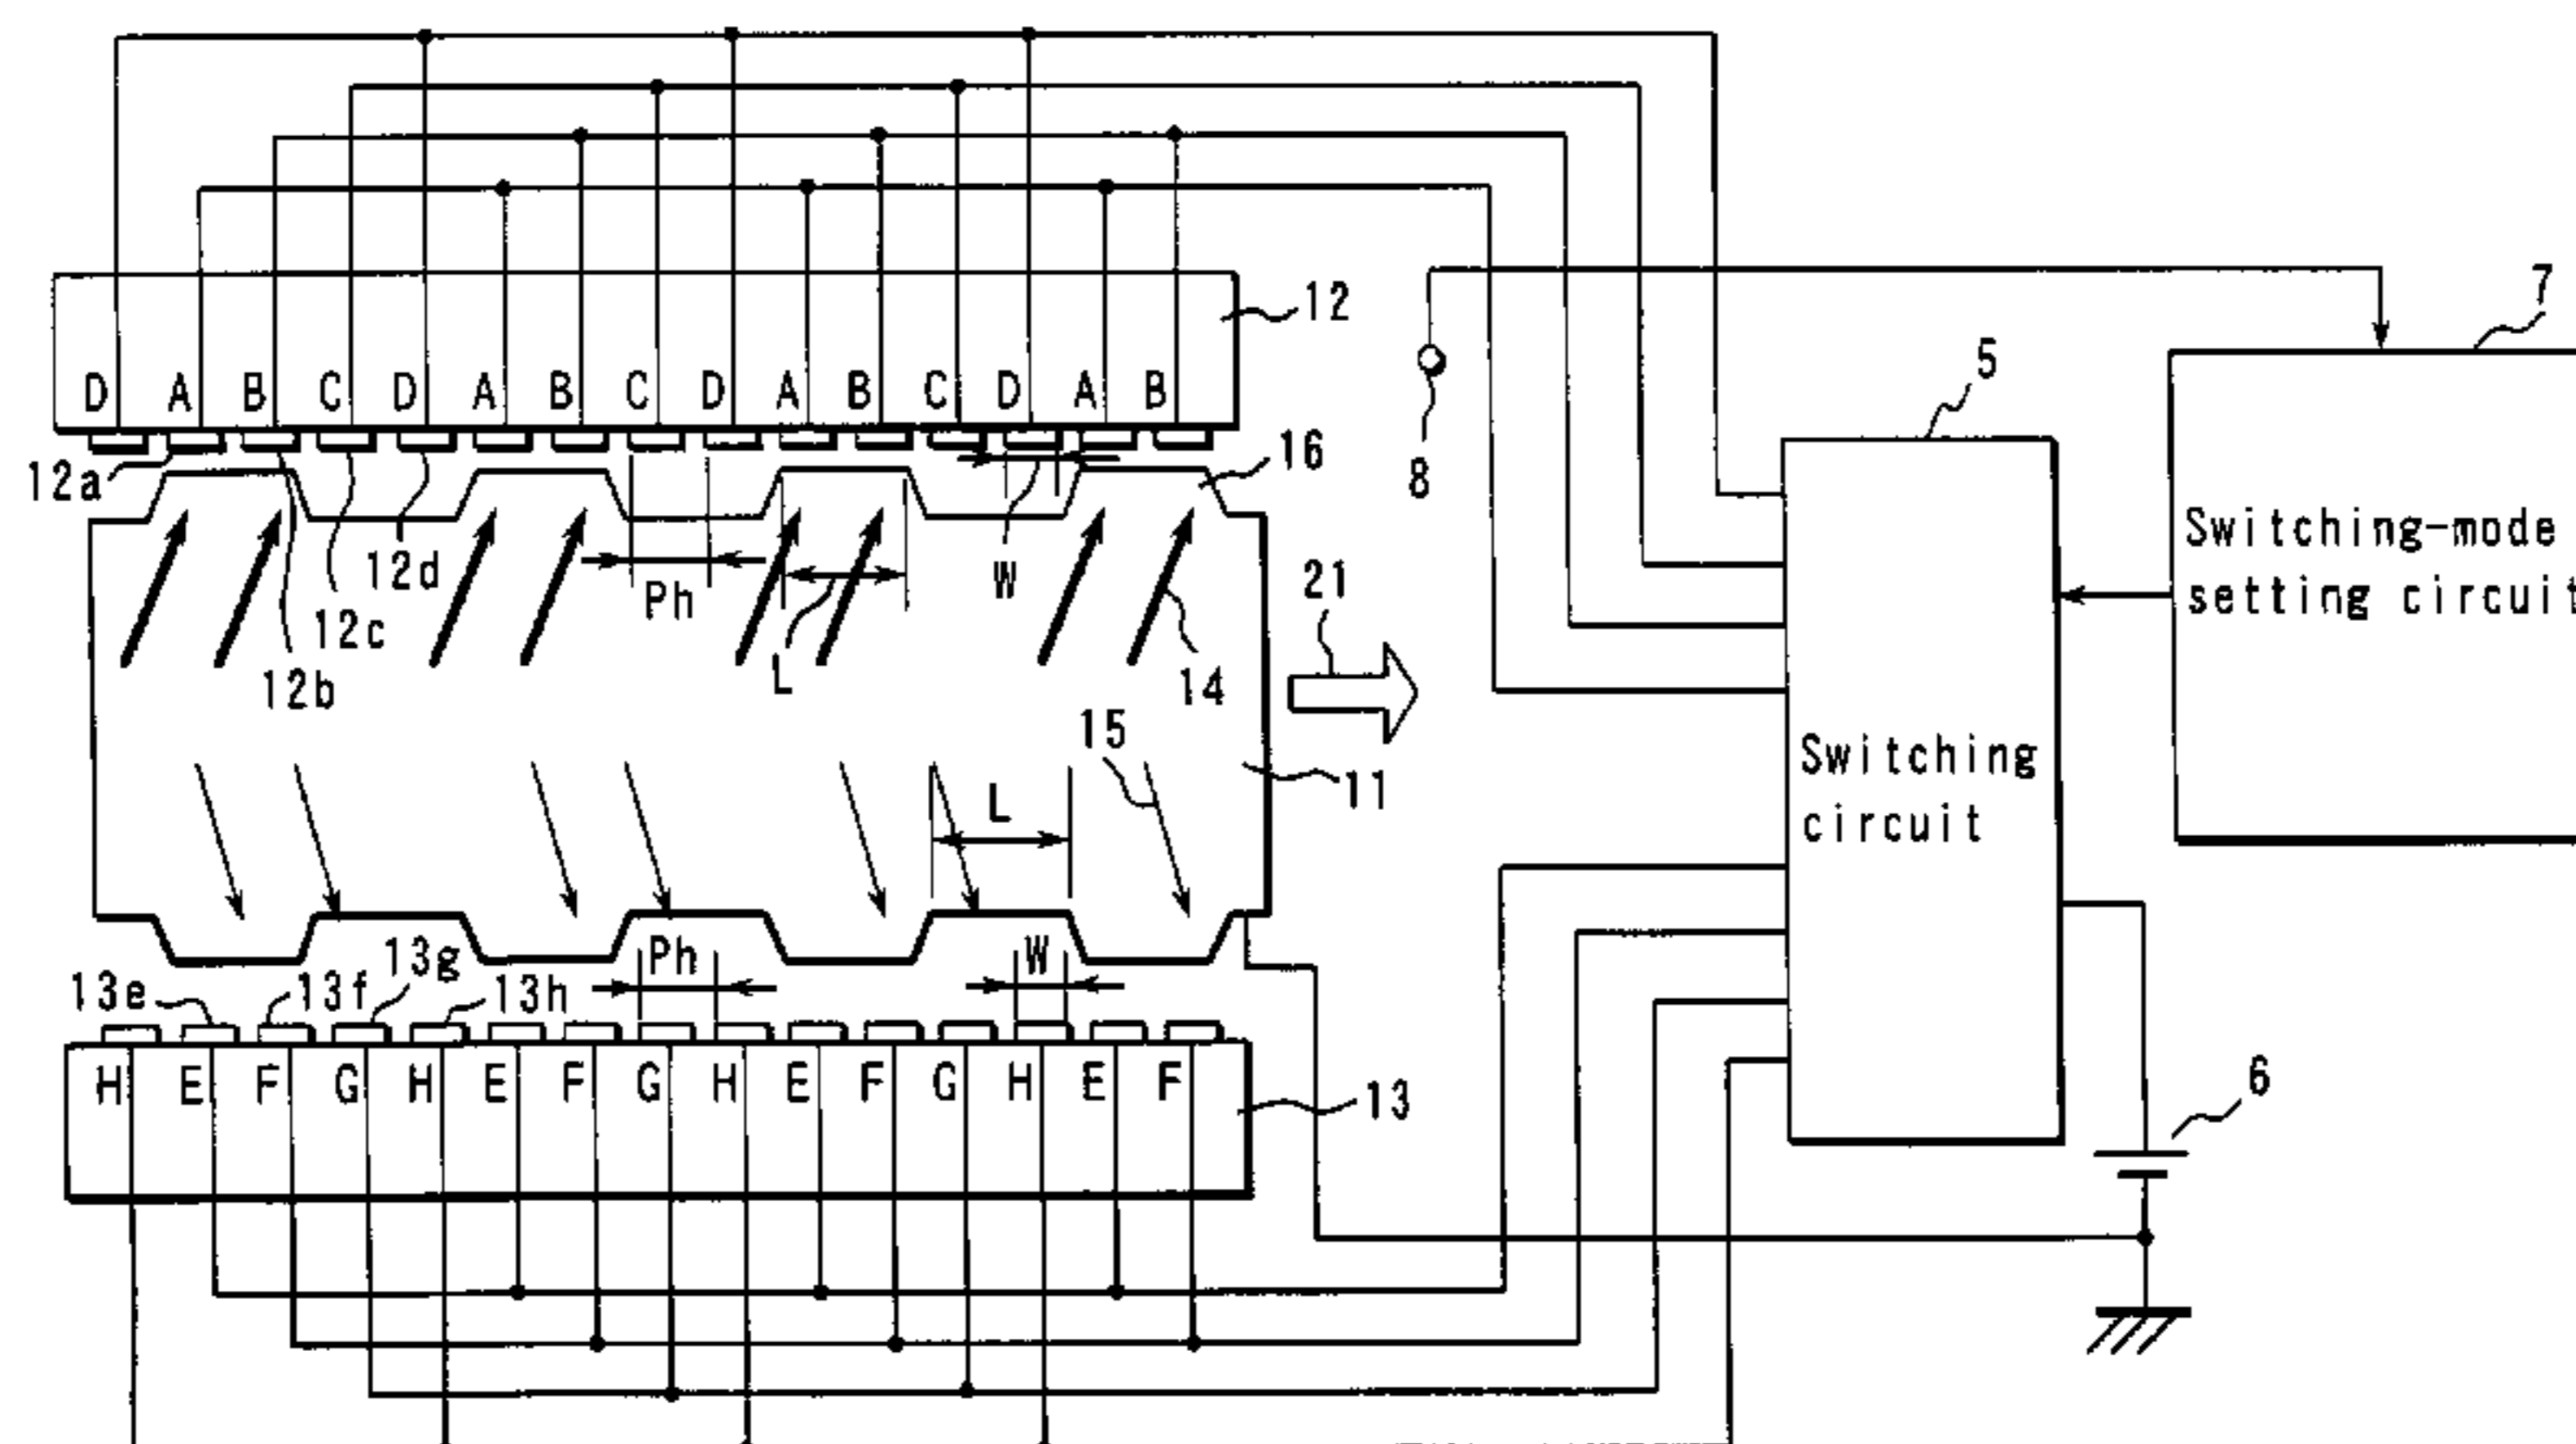 12
7
5
D A B C D A B C D A B C D A B
12a
16
8
Switching-mode
setting circuit
12d
Ph
W
21
12c
12b
L
14
15
11
L
Switching
circuit
13e
13f
13g
13h
Ph
W
H E F G H E F G H E F G H E F
13
6